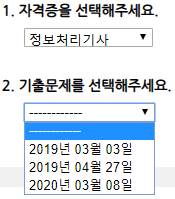 1. 자격증을 선택해주세요.
정보처리기사
2. 기출문제를 선택해주세요.
------------
------------
2019년 03월 03일
2019년 04월 27일
2020년 03월 08일